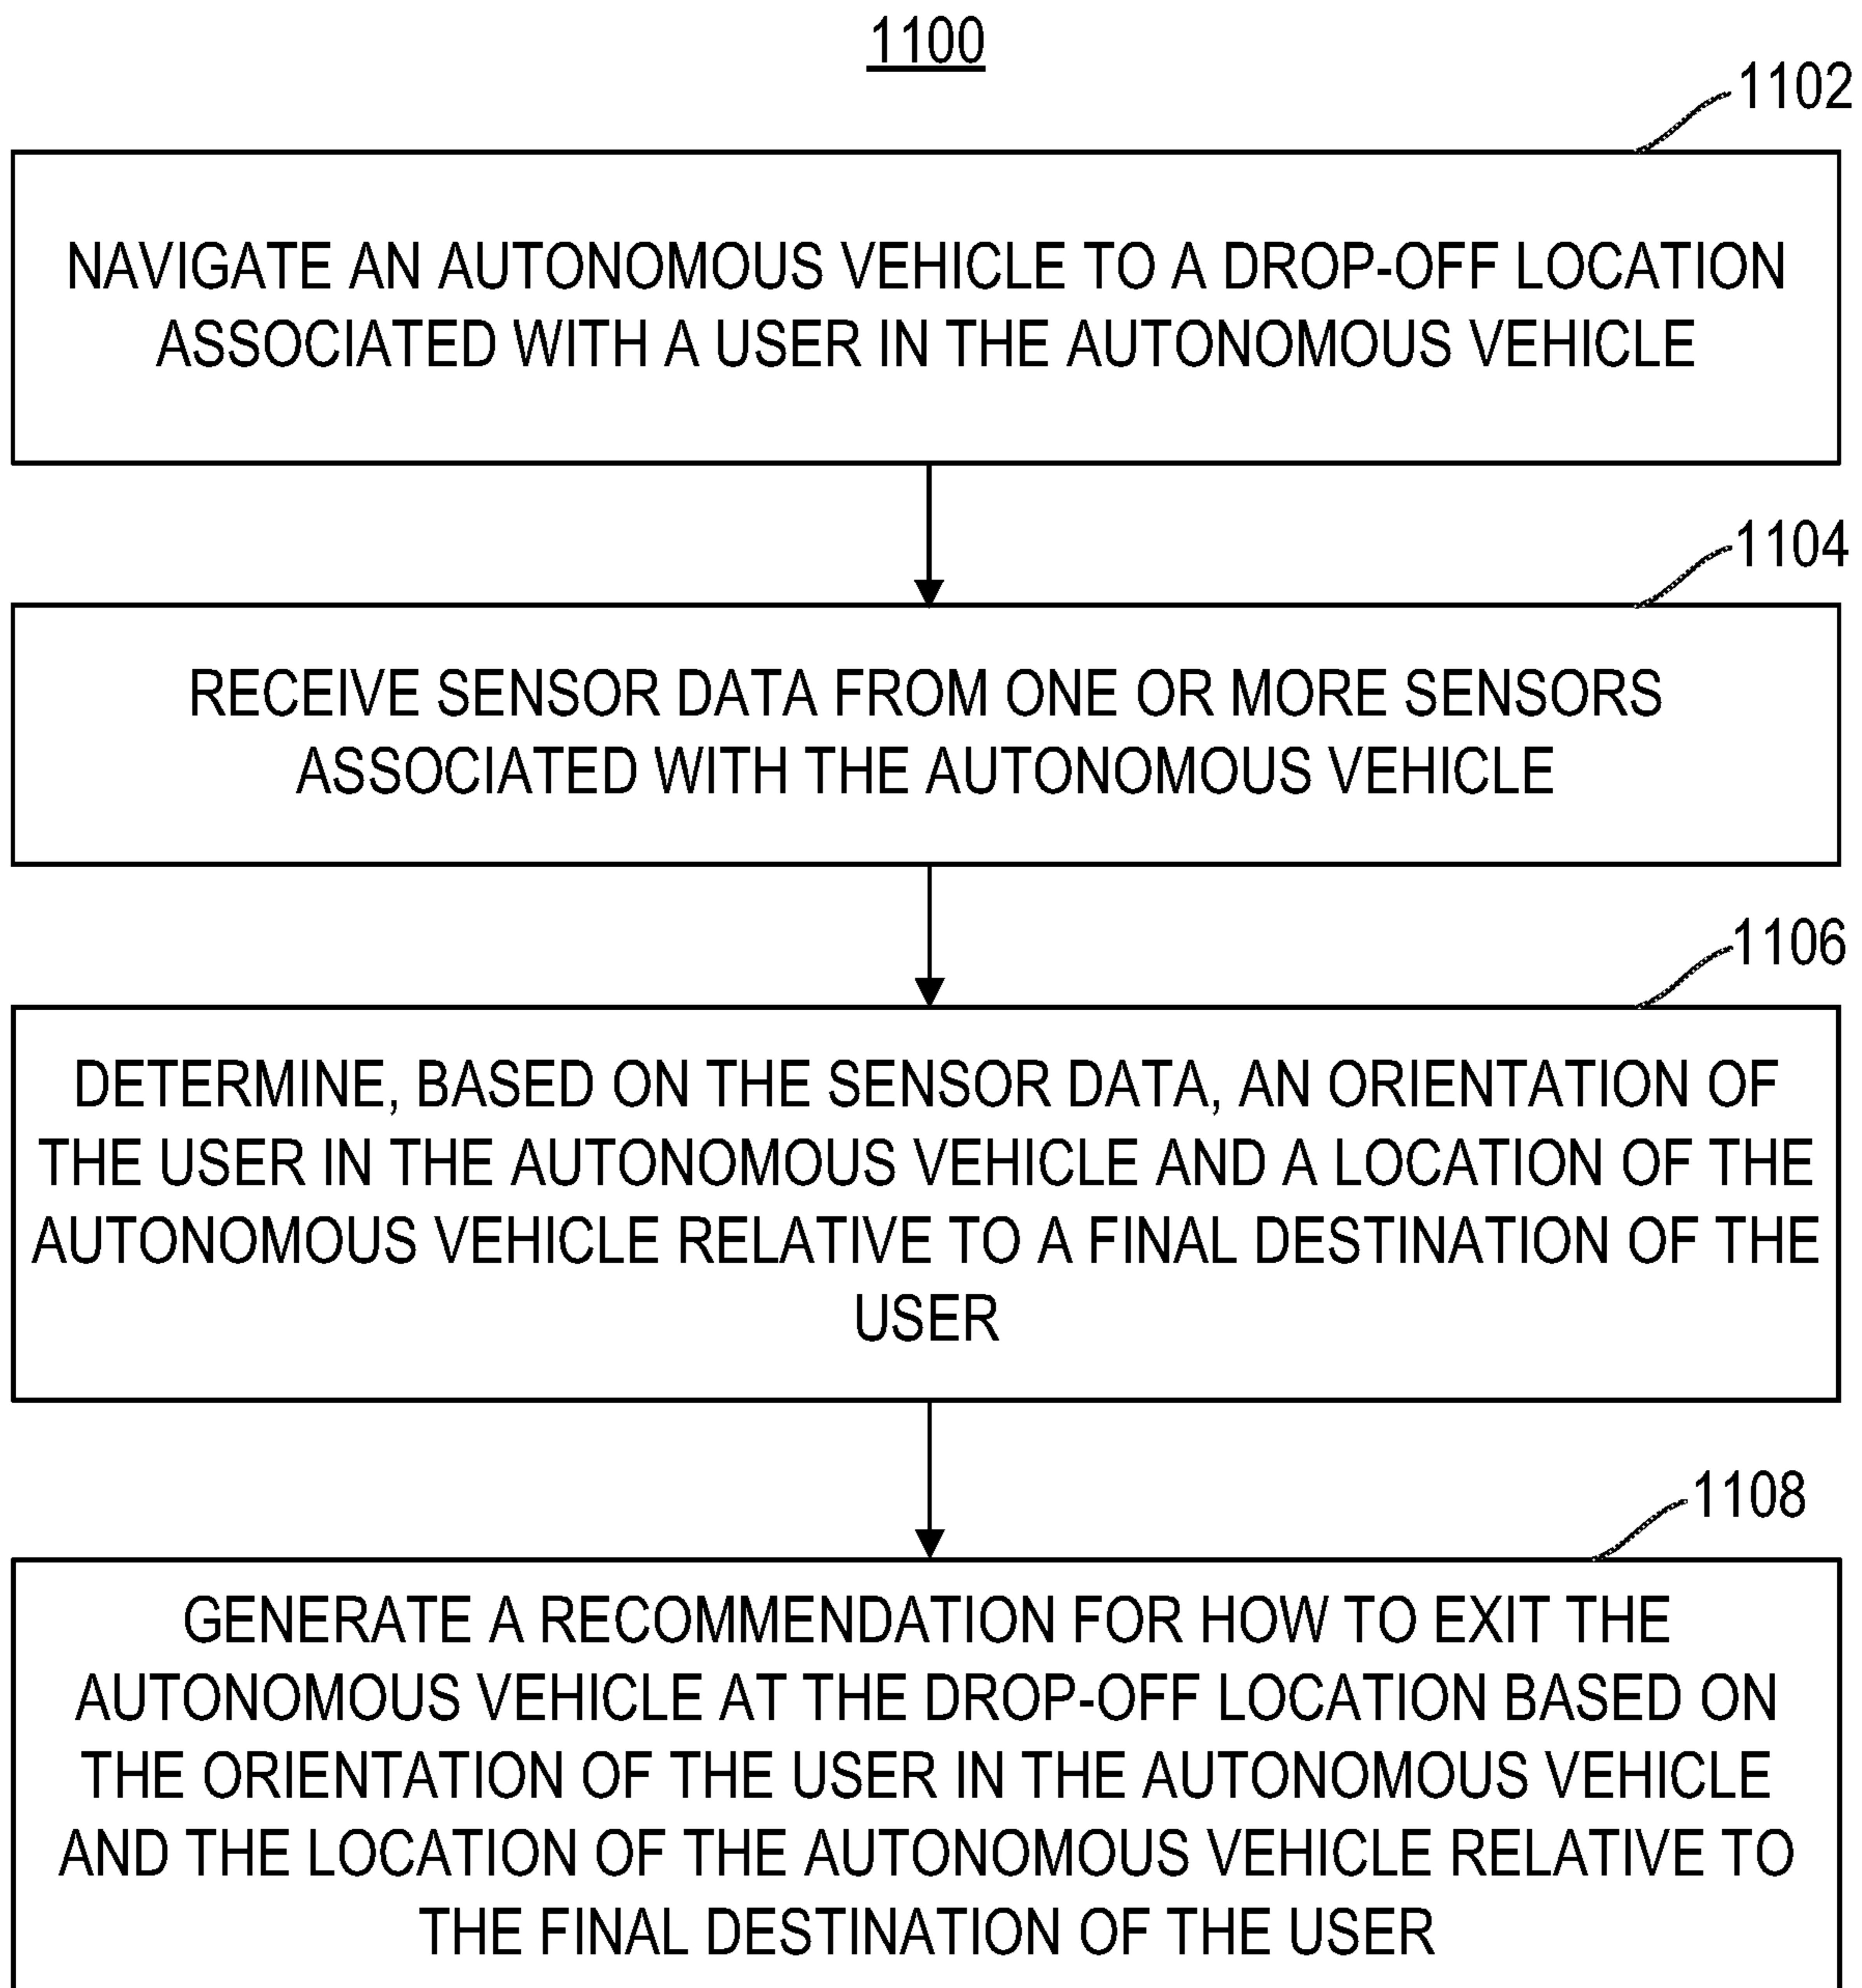 1100
1102
NAVIGATE AN AUTONOMOUS VEHICLE TO A DROP-OFF LOCATION
ASSOCIATED WITH A USER IN THE AUTONOMOUS VEHICLE
1104
RECEIVE SENSOR DATA FROM ONE OR MORE SENSORS
ASSOCIATED WITH THE AUTONOMOUS VEHICLE
1106
DETERMINE, BASED ON THE SENSOR DATA, AN ORIENTATION OF
THE USER IN THE AUTONOMOUS VEHICLE AND A LOCATION OF THE
AUTONOMOUS VEHICLE RELATIVE TO A FINAL DESTINATION OF THE
USER
1108
GENERATE A RECOMMENDATION FOR HOW TO EXIT THE
AUTONOMOUS VEHICLE AT THE DROP-OFF LOCATION BASED ON
THE ORIENTATION OF THE USER IN THE AUTONOMOUS VEHICLE
AND THE LOCATION OF THE AUTONOMOUS VEHICLE RELATIVE TO
THE FINAL DESTINATION OF THE USER